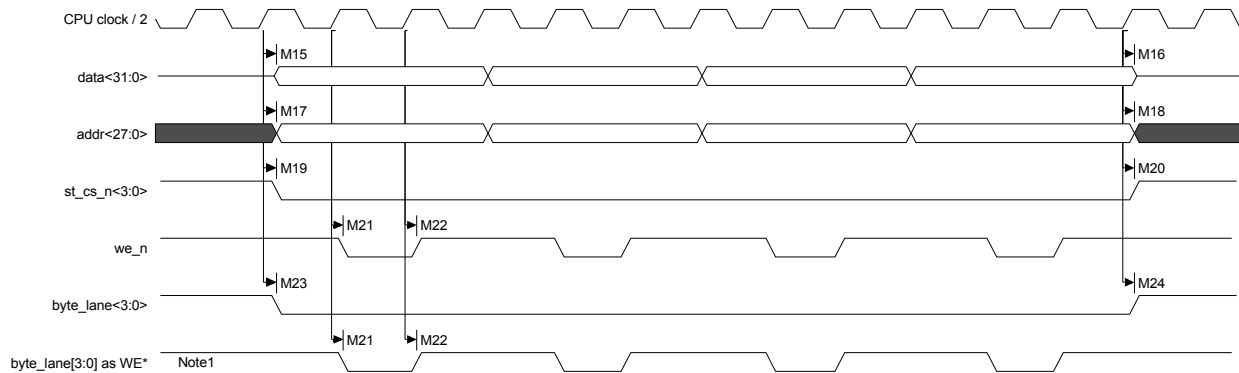 CPU clock / 2
M15 M16
data<31:0>
M17 M18
addr<27:0>
M19 M20
st_cs_n<3:0>
M21 M22
we_n
M23 M24
byte_lane<3:0>
M21 M22
byte_lane[3:0] as WE* Note1